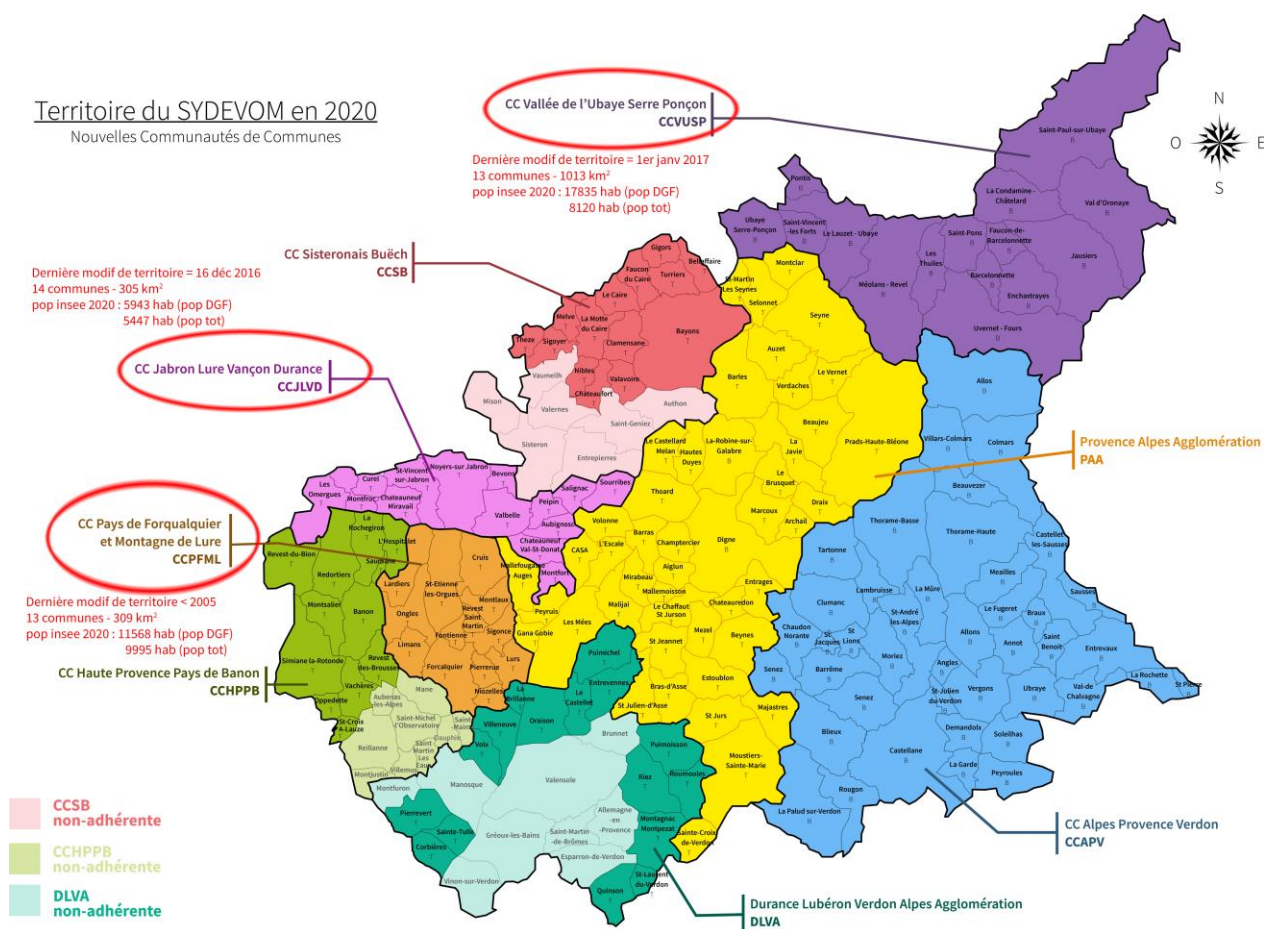 Territoire du SYDEVOM en 2020
Nouvelles Communautés de Communes
CC Vallée de l'Ubaye Serre Ponçon
CCVUSP
Dernière modif de territoire = 1er janv 2017
13 communes - 1013 km²
pop insee 2020 : 17835 hab (pop DGF)
8120 hab (pop tot)
N
O
E
S
CC Sisteronais Buëch
CCSB
Dernière modif de territoire = 16 déc 2016
14 communes - 305 km²
pop insee 2020 : 5943 hab (pop DGF)
5447 hab (pop tot)
CC Jabron Lure Vançon Durance
CCJLVD
CC Pays de Forqualquier
et Montagne de Lure
CCPFML
Dernière modif de territoire < 2005
13 communes - 309 km²
pop insee 2020 : 11568 hab (pop DGF)
9995 hab (pop tot)
CC Haute Provence Pays de Banon
CCHPPB
Provence Alpes Agglomération
PAA
CC Alpes Provence Verdon
CCAPV
Durance Lubéron Verdon Alpes Agglomération
DLVA
CCSB
non-adhérente
CCHPPB
non-adhérente
DLVA
non-adhérente
Saint-Paul-sur-Ubaye
B
La Condamine -
Châtelard
B
Val d'Oronaye
B
Pontis
B
Ubaye
Serre-Ponçon
B
Saint-Vincent
-les Forts
B
Le Lauzet - Ubaye
B
Saint-Pons
B
Faucon-de-
Barcelonnette
B
Les
Thuiles
B
Jausiers
B
Barcelonnette
B
Méolans - Revel
B
Enchastrayes
B
Uvernet - Fours
B
Gigors
T
Bellaffaire
T
Faucon
du Caire
T
Turriers
T
Le Caire
T
Melve
T
La Motte
du Caire
T
Bayons
T
Thèze
T
Sigoyer
T
Clamensane
T
Nibles
T
Valavoire
T
Châteaufort
T
Vaumeilh
Mison
Valernes
Authon
Saint-Geniez
Sisteron
Entrepierres
Montclar
T
St-Martin
Les Seynes
T
Selonnet
T
Seyne
T
Auzet
T
Barles
T
Le Vernet
T
Verdaches
T
Beaujeu
T
Prads-Haute-Bléone
T
Le Castellard
Melan
T
Hautes
Duyes
T
La-Robine-sur-
Galabre
T
La
Javie
T
Le
Brusquet
T
Thoard
T
Marcoux
T
Draix
T
Archail
T
Volonne
T
L'Escale
T
Barras
T
Champtercier
T
Digne
T
CASA
T
Aiglun
T
Mirabeau
T
Mallemoisson
T
Entrages
T
Mallefougasse
Auges
T
Malijai
T
Le Chaffaut
St Jurson
T
Chateauredon
T
Peyruis
T
Les Mées
T
Gana Gobie
T
St Jeannet
T
Mezel
T
Beynes
T
Estoublon
T
Bras-d'Asse
T
St Julien-d'Asse
T
St Jurs
T
Majastres
T
Moustiers-
Sainte-Marie
T
Sainte-Croix
de-Verdon
T
Les
Omergues
T
Curel
T
St-Vincent
sur-Jabron
T
Noyers-sur Jabron
T
Bevons
T
Montfroc
T
Chateauneuf
Miravail
T
Valbelle
T
Peipin
T
Salignac
T
Sourribes
T
Aubignosc
T
Chateauneuf
Val-St-Donat
T
Montfort
T
La
Rochegiron
T
L'Hospitalet
T
Revest-du-Bion
T
Saumane
T
Redortiers
T
Montsalier
T
Banon
T
Simiane la-Rotonde
T
Revest
des-Brousses
T
Vachères
T
Oppedette
T
St-Croix
A-Lauze
T
Cruis
T
Lardiers
T
St-Etienne
les-Orgues
T
Montlaux
T
Ongles
T
Revest
Saint
Martin
T
Fontienne
T
Sigonce
T
Limans
T
Forcalquier
T
Pierrerue
T
Lurs
T
Niozelles
T
Mane
Aubenas
les-Alpes
Saint-Michel
l'Observatoire
Saint-
Maime
Dauphin
Reillanne
Saint
Martin
Les
Eaux
Villemus
Montjustin
Puimichel
T
Entrevennes
T
La
Brillanne
T
Le
Castellet
T
Villeneuve
T
Oraison
T
Volx
T
Brunnet
Puimoisson
T
Riez
T
Roumoules
T
Valensole
Manosque
Montfuron
Pierrevert
T
Sainte-Tulle
T
Corbières
T
Gréoux-les-Bains
Allemagne
-en
-Provence
Saint-Martin
-de-Brômes
Montagnac
Montpezat
T
Esparron-de-Verdon
Vinon-sur-Verdon
Quinson
T
St-Laurent
du-Verdon
T
Allos
B
Villars-Colmars
B
Colmars
B
Beauvezer
B
Thorame-Basse
B
Thorame-Haute
B
Castellet
les-Sausses
B
Tartonne
B
Meailles
B
Sausses
B
Clumanc
B
Lambruisse
B
La Mûre
B
Le Fugeret
B
Braux
B
St-André
les-Alpes
B
Chaudon
Norante
B
St-
Jacques
B
St
Lions
B
Allons
B
Annot
B
Saint
Benoit
B
Entrevaux
B
Moriez
B
Barrême
B
Senez
B
Angles
B
La Rochette
B
St Pierre
B
Senez
B
St-Julien
du-Verdon
B
Vergons
B
Ubraye
B
Val-de-
Chalvagne
B
Blieux
B
Demandolx
B
Soleilhas
B
Castellane
B
La Garde
B
Peyroules
B
Rougon
B
La Palud sur-Verdon
B